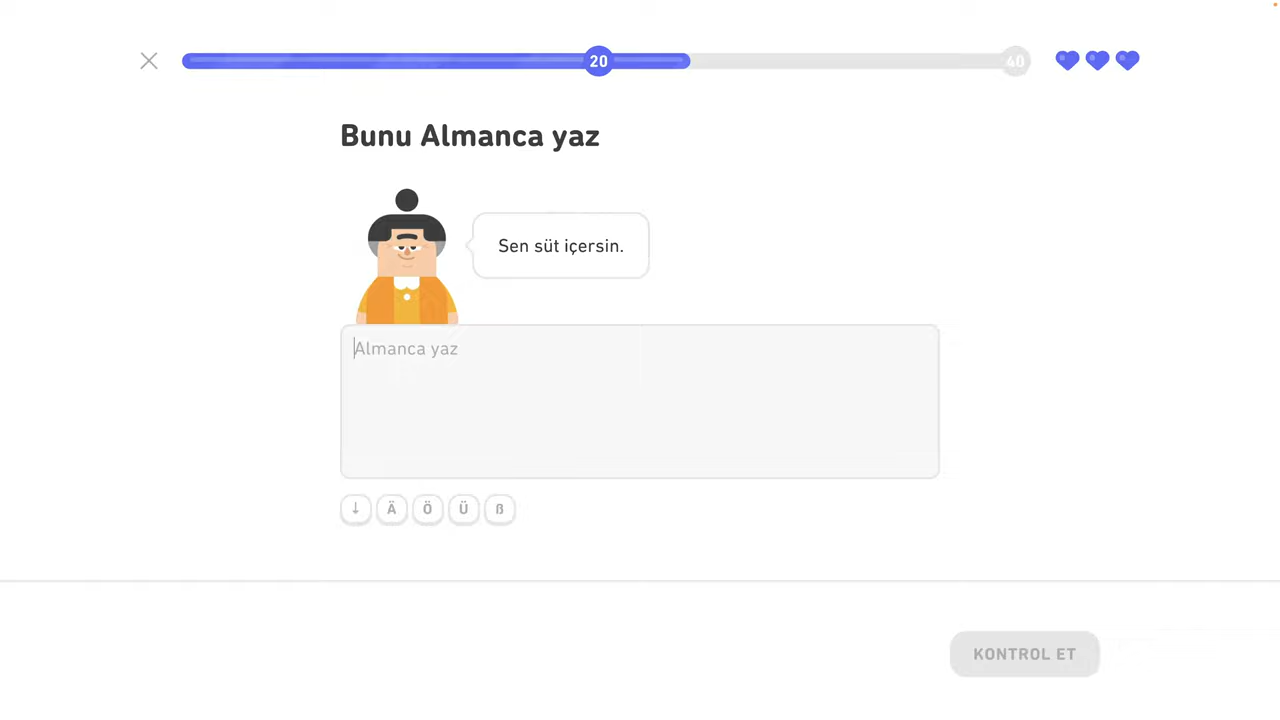 20
40
Bunu Almanca yaz
Sen süt içersin.
Almanca yaz
↓ Ä Ö Ü ß
KONTROL ET